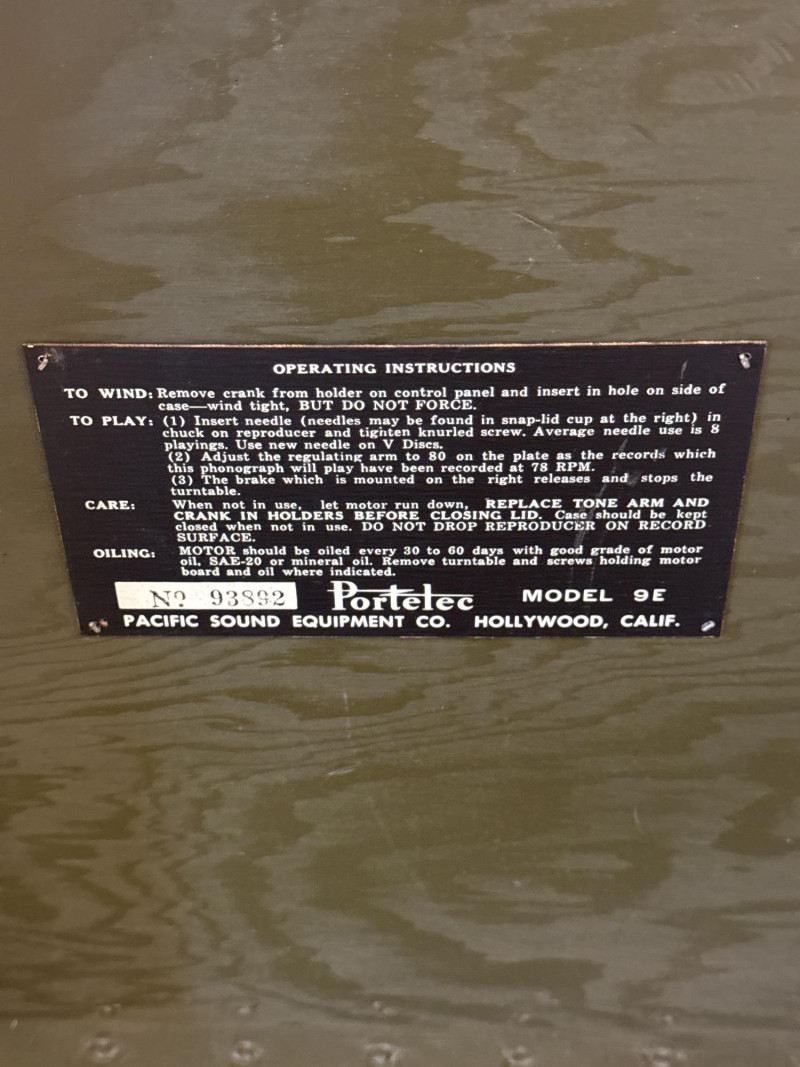 OPERATING INSTRUCTIONS
TO WIND: Remove crank from holder on control panel and insert in hole on side of
case—wind tight, BUT DO NOT FORCE.
TO PLAY: (1) Insert needle (needles may be found in snap-lid cup at the right) in
chuck on reproducer and tighten knurled screw. Average needle use is 8
playings. Use new needle on V Discs.
(2) Adjust the regulating arm to 80 on the plate as the records which
this phonograph will play have been recorded at 78 RPM.
(3) The brake which is mounted on the right releases and stops the
turntable.
CARE: When not in use, let motor run down, REPLACE TONE ARM AND
CRANK IN HOLDERS BEFORE CLOSING LID. Case should be kept
closed when not in use. DO NOT DROP REPRODUCER ON RECORD
SURFACE.
OILING: MOTOR should be oiled every 30 to 60 days with good grade of motor
oil, SAE-20 or mineral oil. Remove turntable and screws holding motor
board and oil where indicated.
Nº 93892 Portelec MODEL 9E
PACIFIC SOUND EQUIPMENT CO. HOLLYWOOD, CALIF.